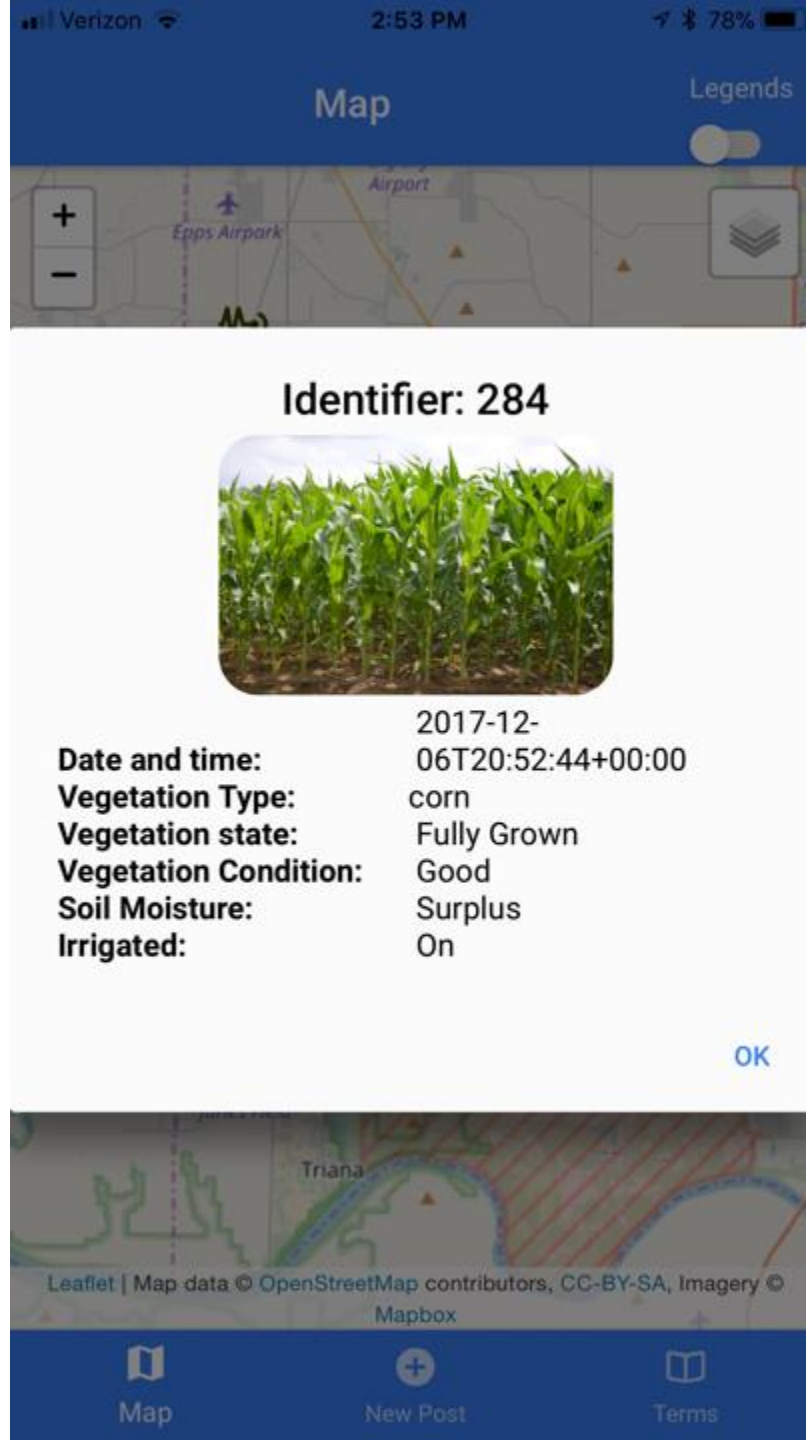 Verizon 2:53 PM 78%
Map
Legends
Airport
+
Epps Airpark
−
Identifier: 284
2017-12-
Date and time: 06T20:52:44+00:00
Vegetation Type: corn
Vegetation state: Fully Grown
Vegetation Condition: Good
Soil Moisture: Surplus
Irrigated: On
OK
Triana
Leaflet | Map data © OpenStreetMap contributors, CC-BY-SA, Imagery ©
Mapbox
Map New Post Terms